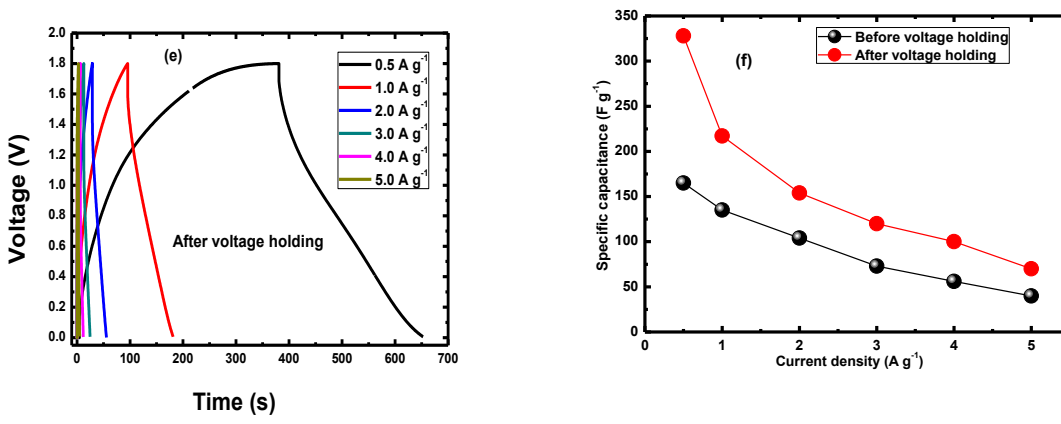 (e)
2.0
1.8
1.6
1.4
1.2
1.0
0.8
0.6
0.4
0.2
0.0
Voltage (V)
0.5 A g⁻¹
1.0 A g⁻¹
2.0 A g⁻¹
3.0 A g⁻¹
4.0 A g⁻¹
5.0 A g⁻¹
After voltage holding
0 100 200 300 400 500 600 700
Time (s)
(f)
350
300
250
200
150
100
50
0
Specific capacitance (F g⁻¹)
Before voltage holding
After voltage holding
0 1 2 3 4 5
Current density (A g⁻¹)